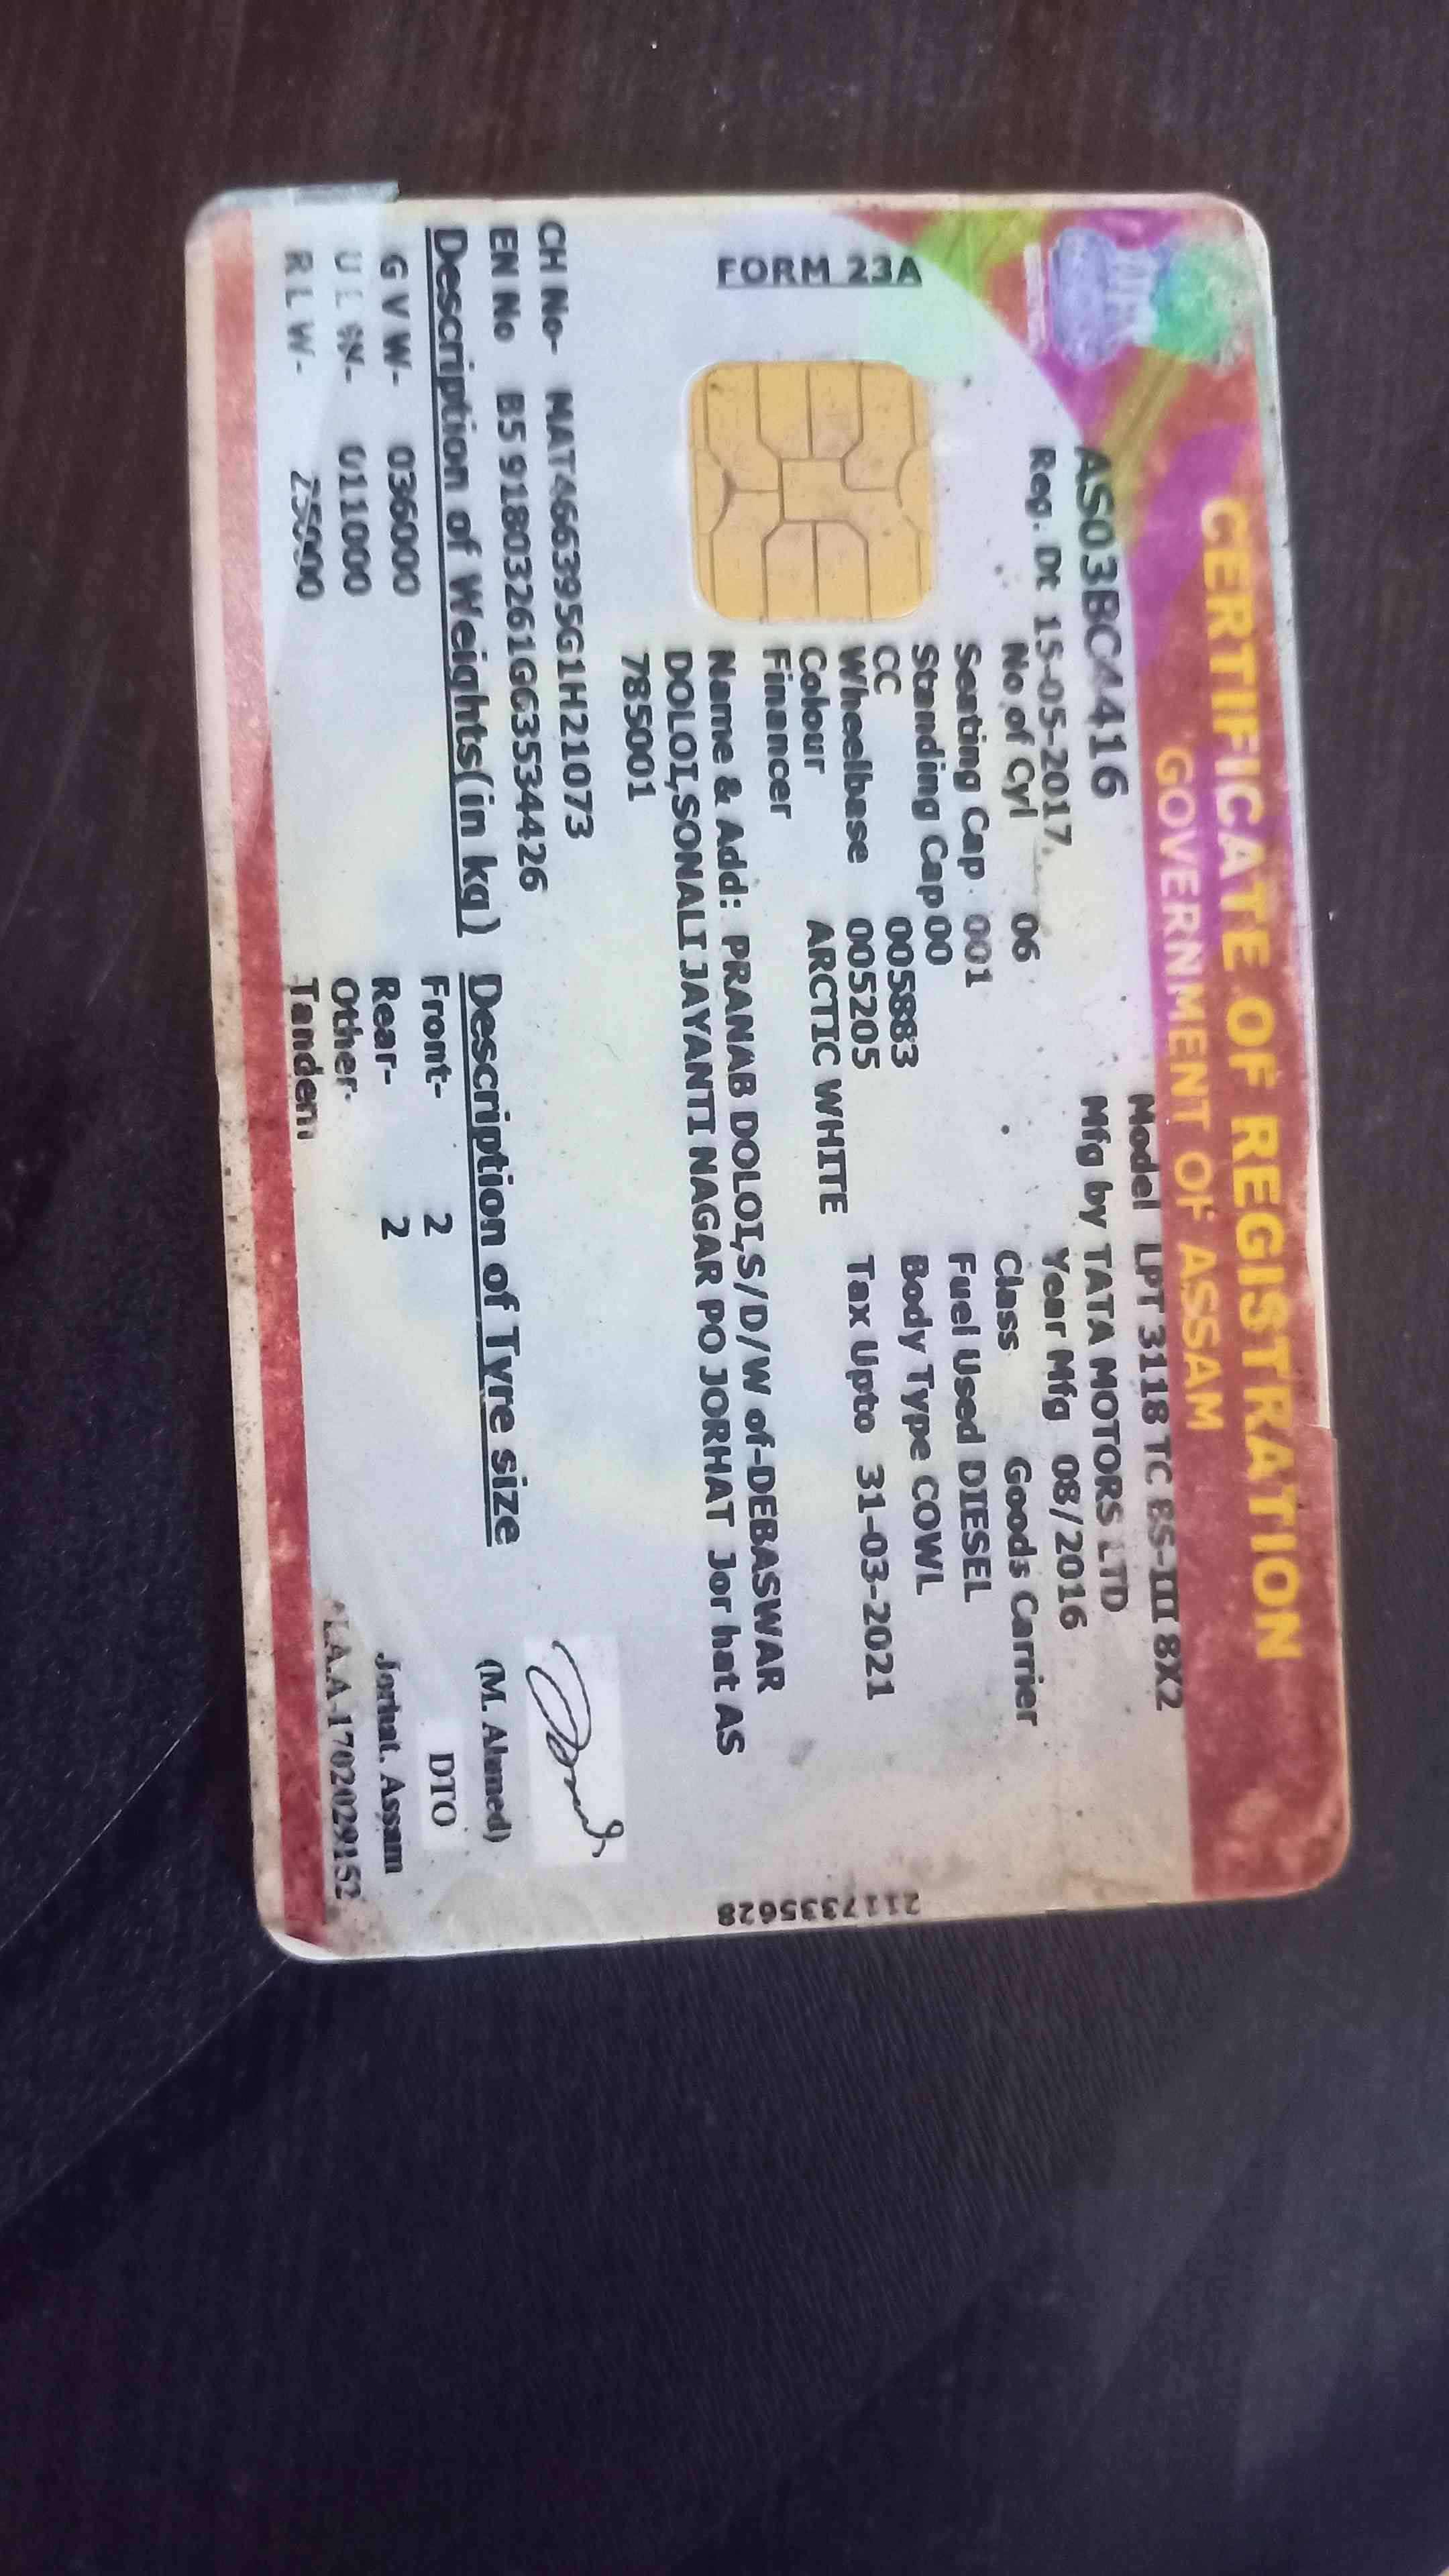 CERTIFICATE OF REGISTRATION
GOVERNMENT OF ASSAM
Model LPT 3118 TC BS-III 8X2
AS03BC4416 Mfg by TATA MOTORS LTD
Reg. Dt 15-05-2017 Year Mfg 08/2016
No of Cyl 06 Class Goods Carrier
Seating Cap 001 Fuel Used DIESEL
Standing Cap 00 Body Type COWL
CC 005883
Wheelbase 005205 Tax Upto 31-03-2021
Colour ARCTIC WHITE
Financer
FORM 23A
Name & Add: PRANAB DOLOI,S/D/W of-DEBASWAR
DOLOI,SONALI JAYANTI NAGAR PO JORHAT Jor hat AS
785001
CH No- MAT466395G1H21073
EN No B5 91803261GG3534426
Description of Weights(in kg) Description of Tyre size
G V W- 036000 Front- 2
U L W- 011000 Rear- 2
R L W- Other-
Tandem
(M. Ahmed)
DTO
Jorhat. Assam
2117335628